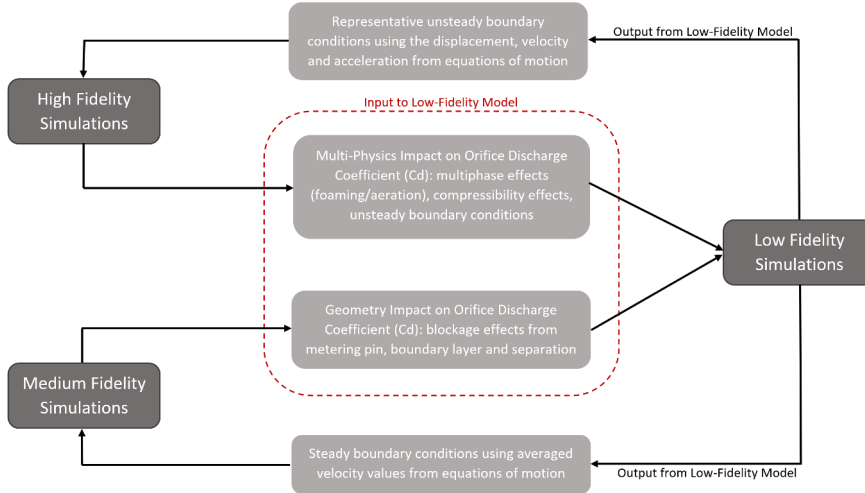 Representative unsteady boundary
conditions using the displacement, velocity
and acceleration from equations of motion
Output from Low-Fidelity Model
High Fidelity
Simulations
Input to Low-Fidelity Model
Multi-Physics Impact on Orifice Discharge
Coefficient (Cd): multiphase effects
(foaming/aeration), compressibility effects,
unsteady boundary conditions
Low Fidelity
Simulations
Geometry Impact on Orifice Discharge
Coefficient (Cd): blockage effects from
metering pin, boundary layer and separation
Medium Fidelity
Simulations
Steady boundary conditions using averaged
velocity values from equations of motion
Output from Low-Fidelity Model